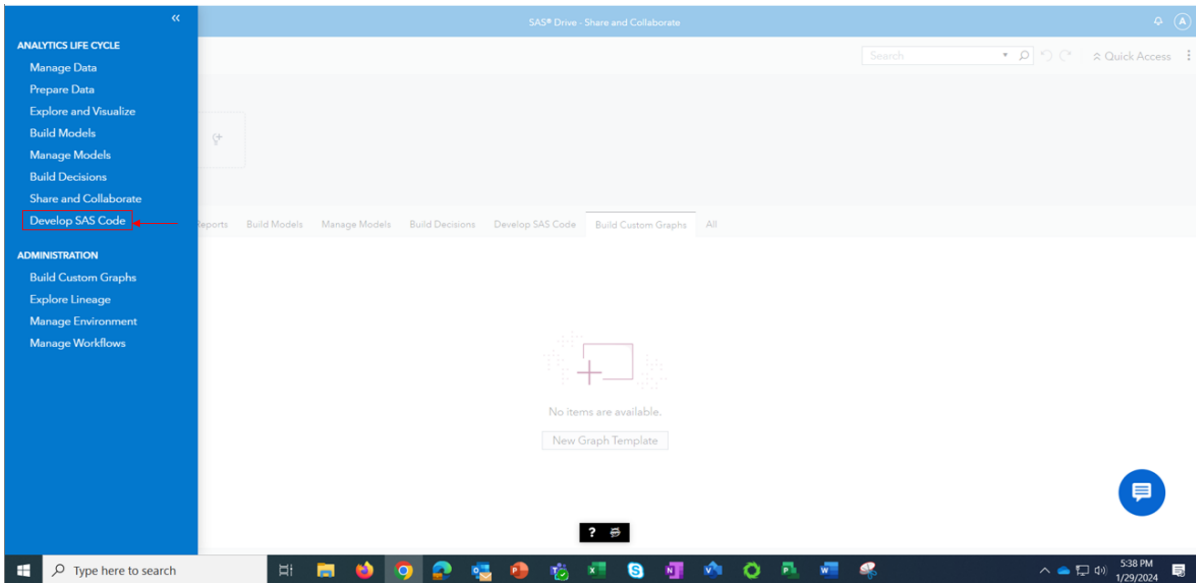 SAS® Drive - Share and Collaborate
A
ANALYTICS LIFE CYCLE
Manage Data
Prepare Data
Explore and Visualize
Build Models
Manage Models
Build Decisions
Share and Collaborate
Develop SAS Code
ADMINISTRATION
Build Custom Graphs
Explore Lineage
Manage Environment
Manage Workflows
Search
Quick Access
Reports Build Models Manage Models Build Decisions Develop SAS Code Build Custom Graphs All
No items are available.
New Graph Template
?
Type here to search
5:38 PM
1/29/2024